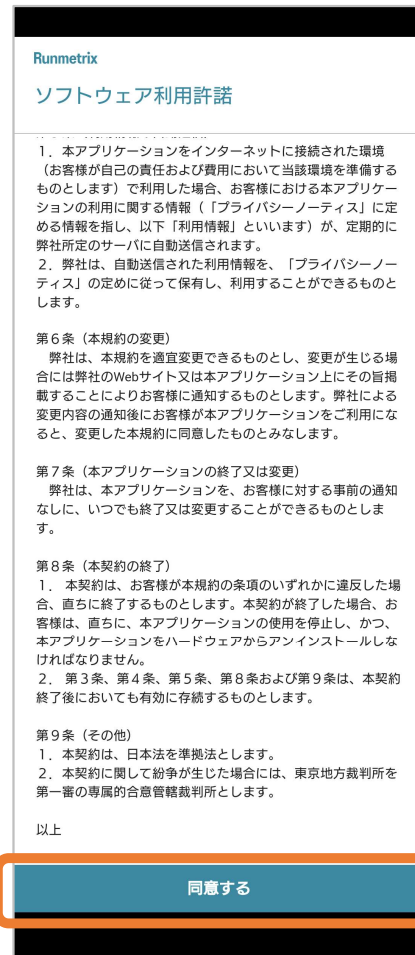 Runmetrix
ソフトウェア利用許諾
1．本アプリケーションをインターネットに接続された環境
（お客様が自己の責任および費用において当該環境を準備する
ものとします）で利用した場合、お客様における本アプリケー
ションの利用に関する情報（「プライバシーノーティス」に定
める情報を指し、以下「利用情報」といいます）が、定期的に
弊社所定のサーバに自動送信されます。
2．弊社は、自動送信された利用情報を、「プライバシーノー
ティス」の定めに従って保有し、利用することができるものと
します。
第6条（本規約の変更）
弊社は、本規約を適宜変更できるものとし、変更が生じる場
合には弊社のWebサイト又は本アプリケーション上にその旨掲
載することによりお客様に通知するものとします。弊社による
変更内容の通知後にお客様が本アプリケーションをご利用にな
ると、変更した本規約に同意したものとみなします。
第7条（本アプリケーションの終了又は変更）
弊社は、本アプリケーションを、お客様に対する事前の通知
なしに、いつでも終了又は変更することができるものとしま
す。
第8条（本契約の終了）
1． 本契約は、お客様が本規約の条項のいずれかに違反した場
合、直ちに終了するものとします。本契約が終了した場合、お
客様は、直ちに、本アプリケーションの使用を停止し、かつ、
本アプリケーションをハードウェアからアンインストールしな
ければなりません。
2． 第3条、第4条、第5条、第8条および第9条は、本契約
終了後においても有効に存続するものとします。
第9条（その他）
1．本契約は、日本法を準拠法とします。
2．本契約に関して紛争が生じた場合には、東京地方裁判所を
第一審の専属的合意管轄裁判所とします。
以上
同意する